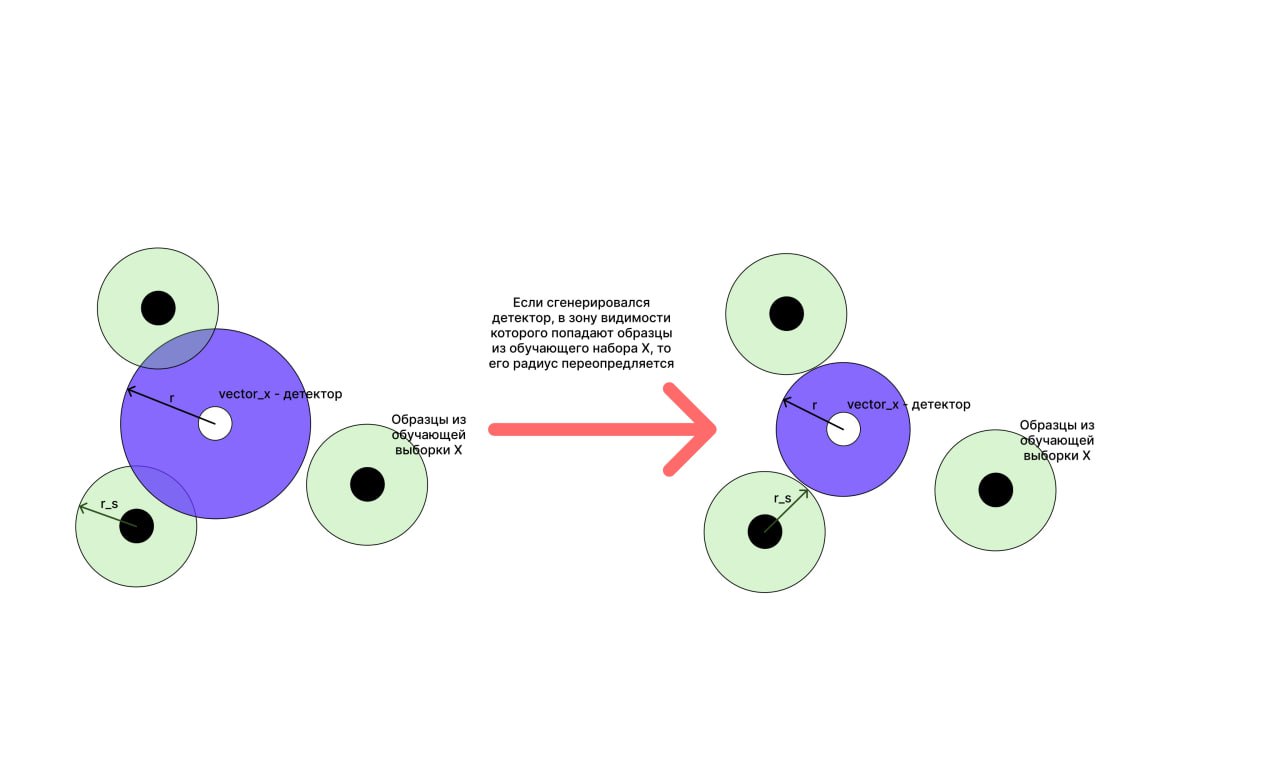 r
vector_x - детектор
r_s
Образцы из
обучающей
выборки X
Если сгенерировался
детектор, в зону видимости
которого попадают образцы
из обучающего набора X, то
его радиус переопредляется
r
vector_x - детектор
r_s
Образцы из
обучающей
выборки X